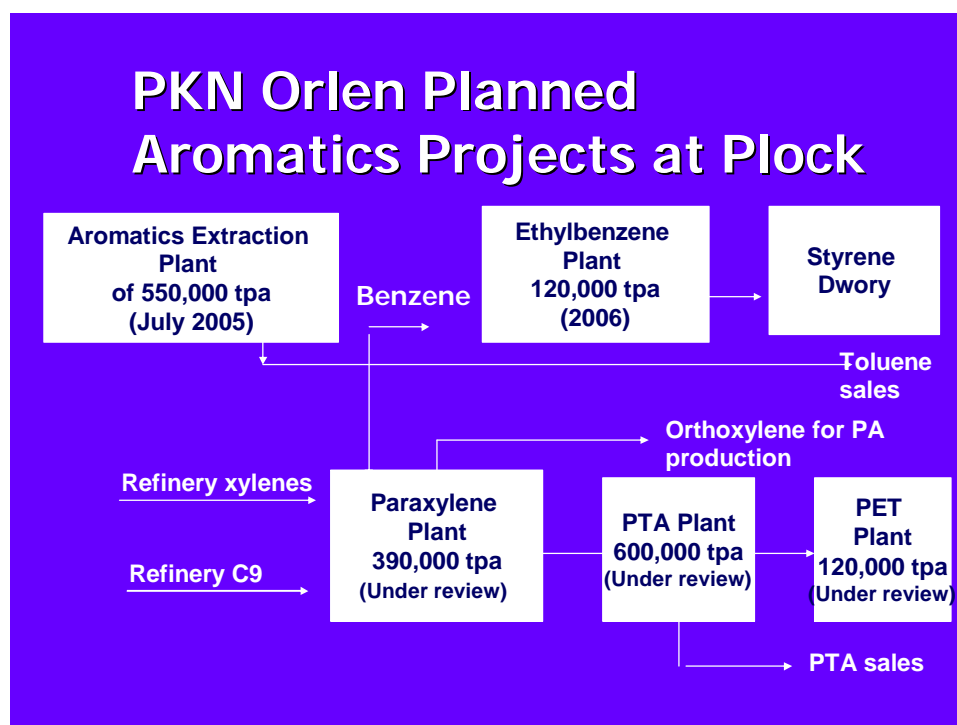 PKN Orlen Planned
Aromatics Projects at Plock
Aromatics Extraction
Plant
of 550,000 tpa
(July 2005)
Benzene
Ethylbenzene
Plant
120,000 tpa
(2006)
Styrene
Dwory
Toluene
sales
Orthoxylene for PA
production
Refinery xylenes
Refinery C9
Paraxylene
Plant
390,000 tpa
(Under review)
PTA Plant
600,000 tpa
(Under review)
PET
Plant
120,000 tpa
(Under review)
PTA sales